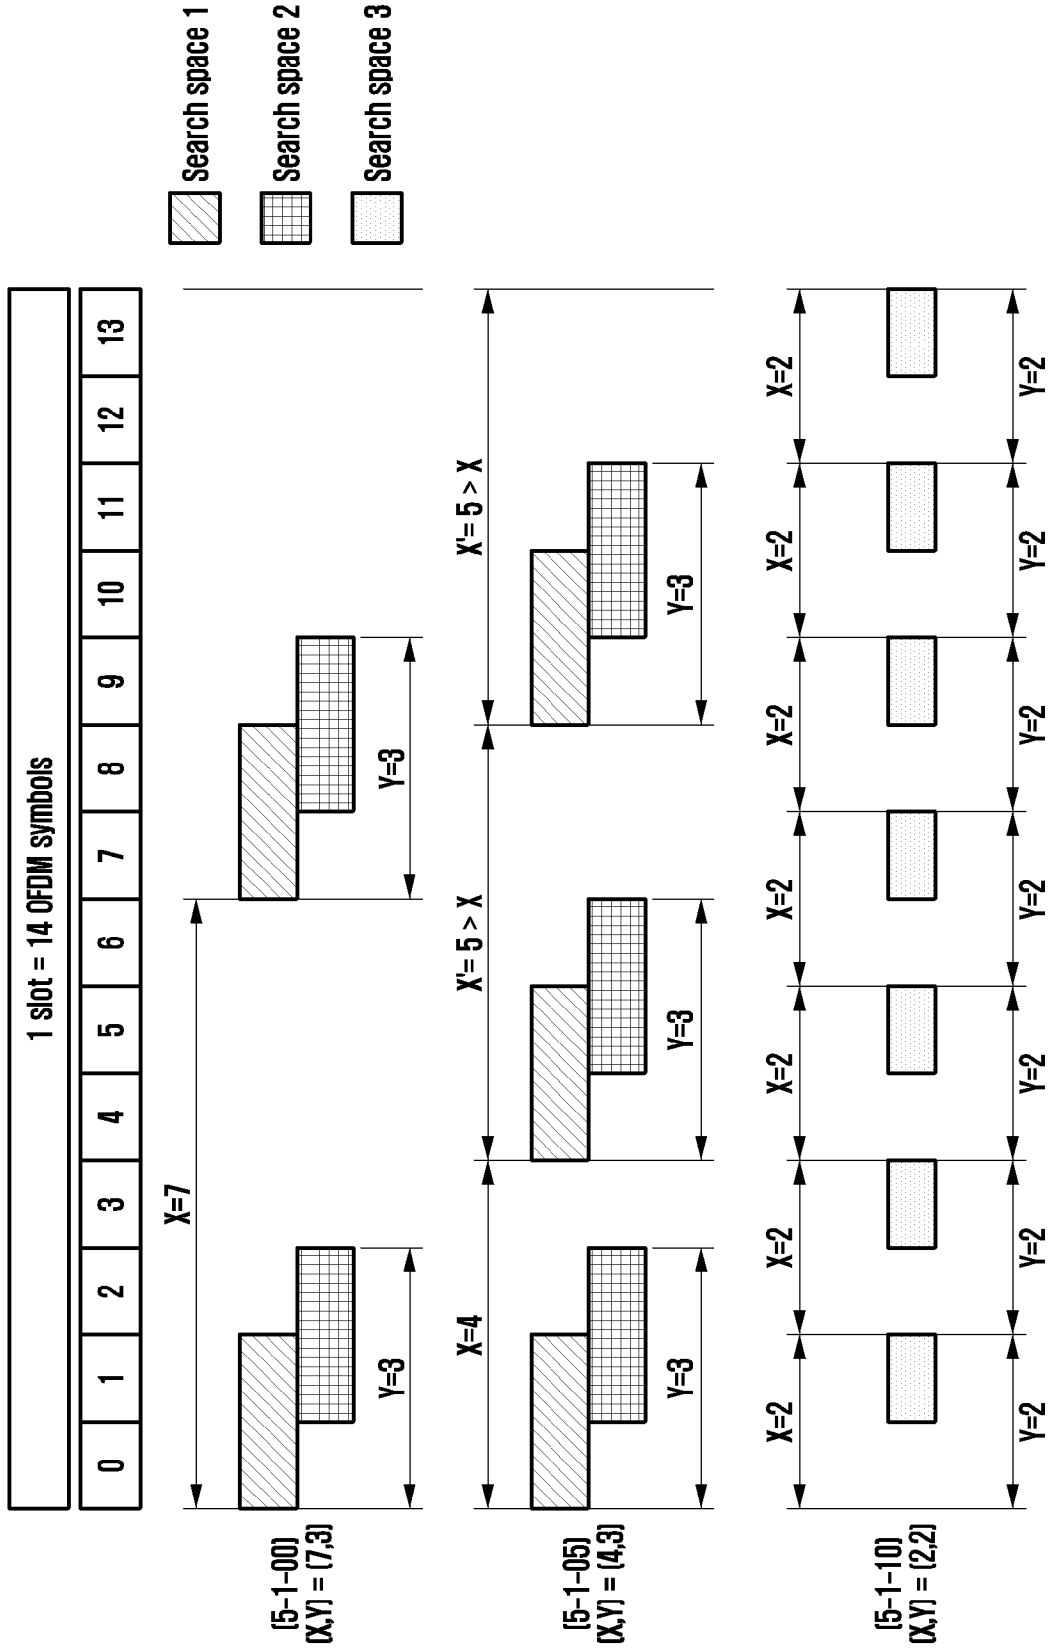 1 slot = 14 OFDM symbols
0 1 2 3 4 5 6 7 8 9 10 11 12 13
Search space 1
Search space 2
Search space 3
(5-1-00)
(X,Y) = (7,3)
X=7
Y=3
Y=3
(5-1-05)
(X,Y) = (4,3)
X=4
X'= 5 > X
X'= 5 > X
Y=3
Y=3
Y=3
(5-1-10)
(X,Y) = (2,2)
X=2
X=2
X=2
X=2
X=2
X=2
X=2
Y=2
Y=2
Y=2
Y=2
Y=2
Y=2
Y=2